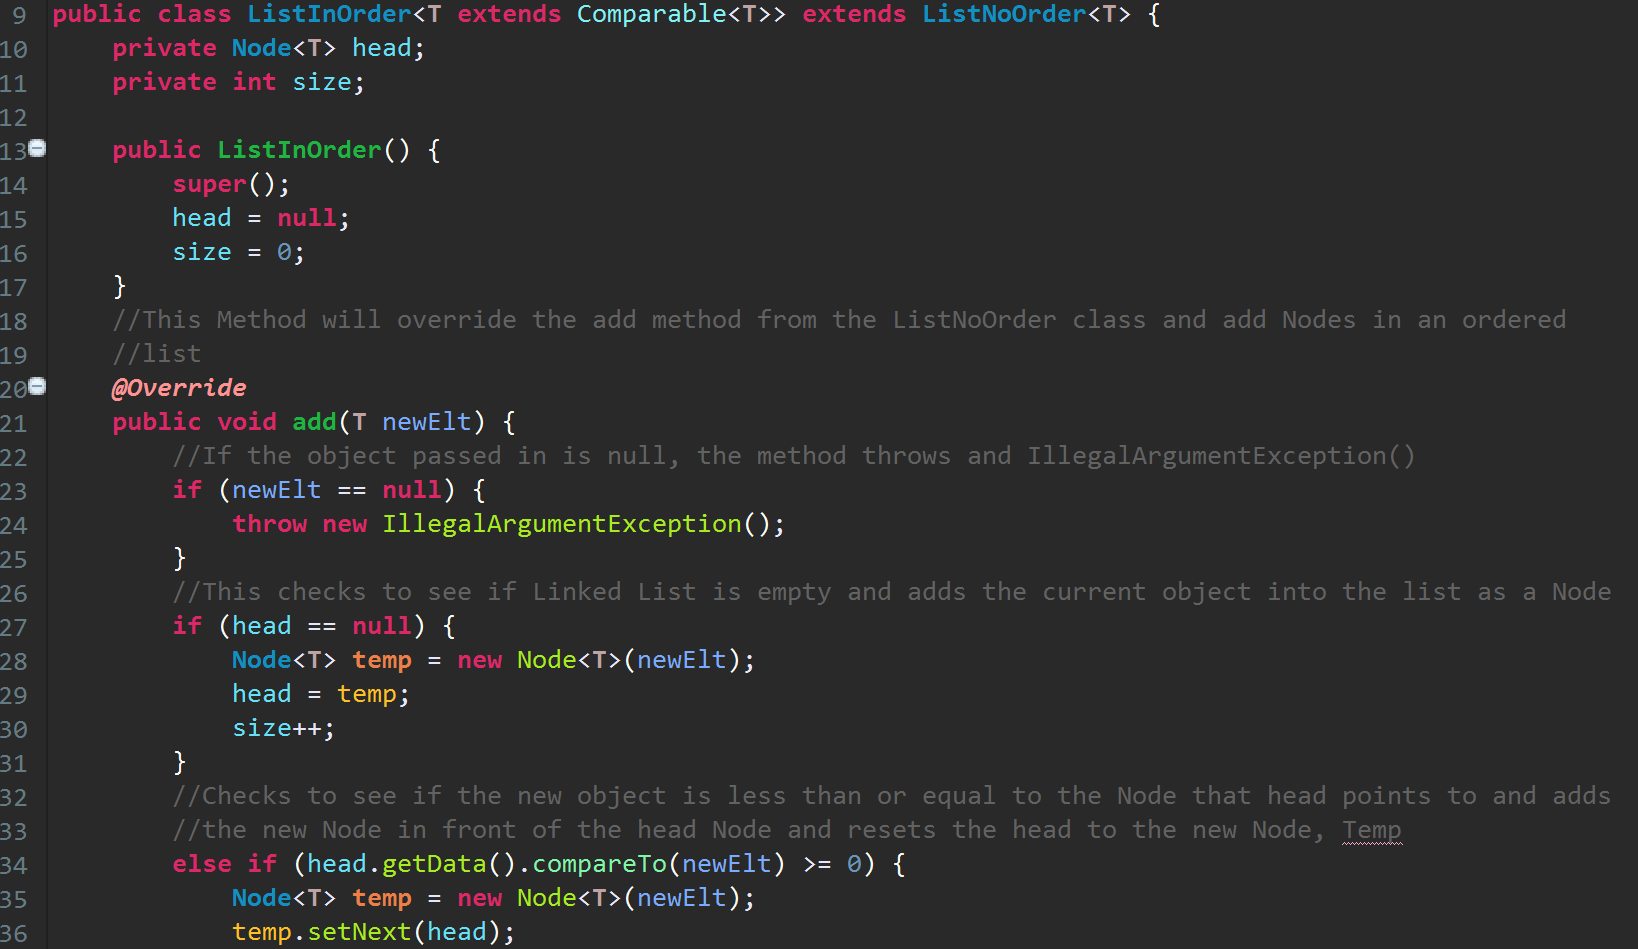 9 public class ListInOrder<T extends Comparable<T>> extends ListNoOrder<T> {
10     private Node<T> head;
11     private int size;
12
13     public ListInOrder() {
14         super();
15         head = null;
16         size = 0;
17     }
18     //This Method will override the add method from the ListNoOrder class and add Nodes in an ordered
19     //list
20     @Override
21     public void add(T newElt) {
22         //If the object passed in is null, the method throws and IllegalArgumentException()
23         if (newElt == null) {
24             throw new IllegalArgumentException();
25         }
26         //This checks to see if Linked List is empty and adds the current object into the list as a Node
27         if (head == null) {
28             Node<T> temp = new Node<T>(newElt);
29             head = temp;
30             size++;
31         }
32         //Checks to see if the new object is less than or equal to the Node that head points to and adds
33         //the new Node in front of the head Node and resets the head to the new Node, Temp
34         else if (head.getData().compareTo(newElt) >= 0) {
35             Node<T> temp = new Node<T>(newElt);
36             temp.setNext(head);